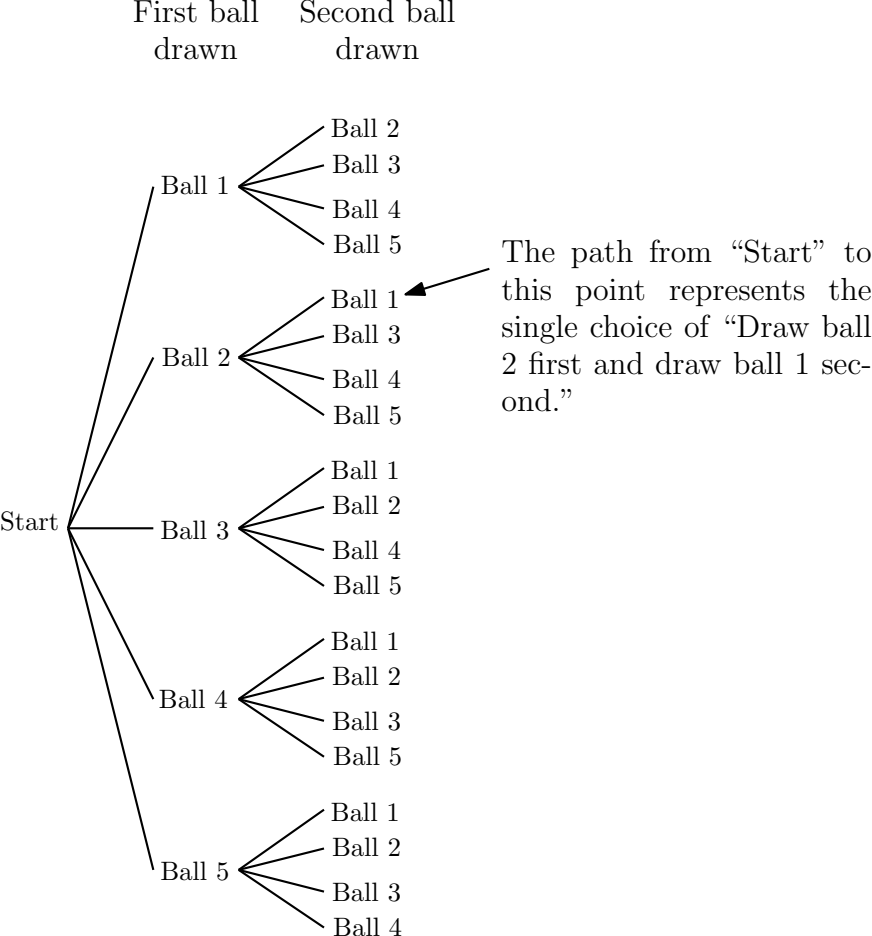 First ball drawn
Second ball drawn
Ball 1
Ball 2
Ball 3
Ball 4
Ball 5
Ball 2
Ball 1
Ball 3
Ball 4
Ball 5
The path from “Start” to
this point represents the
single choice of “Draw ball
2 first and draw ball 1 sec-
ond.”
Start
Ball 3
Ball 1
Ball 2
Ball 4
Ball 5
Ball 4
Ball 1
Ball 2
Ball 3
Ball 5
Ball 5
Ball 1
Ball 2
Ball 3
Ball 4